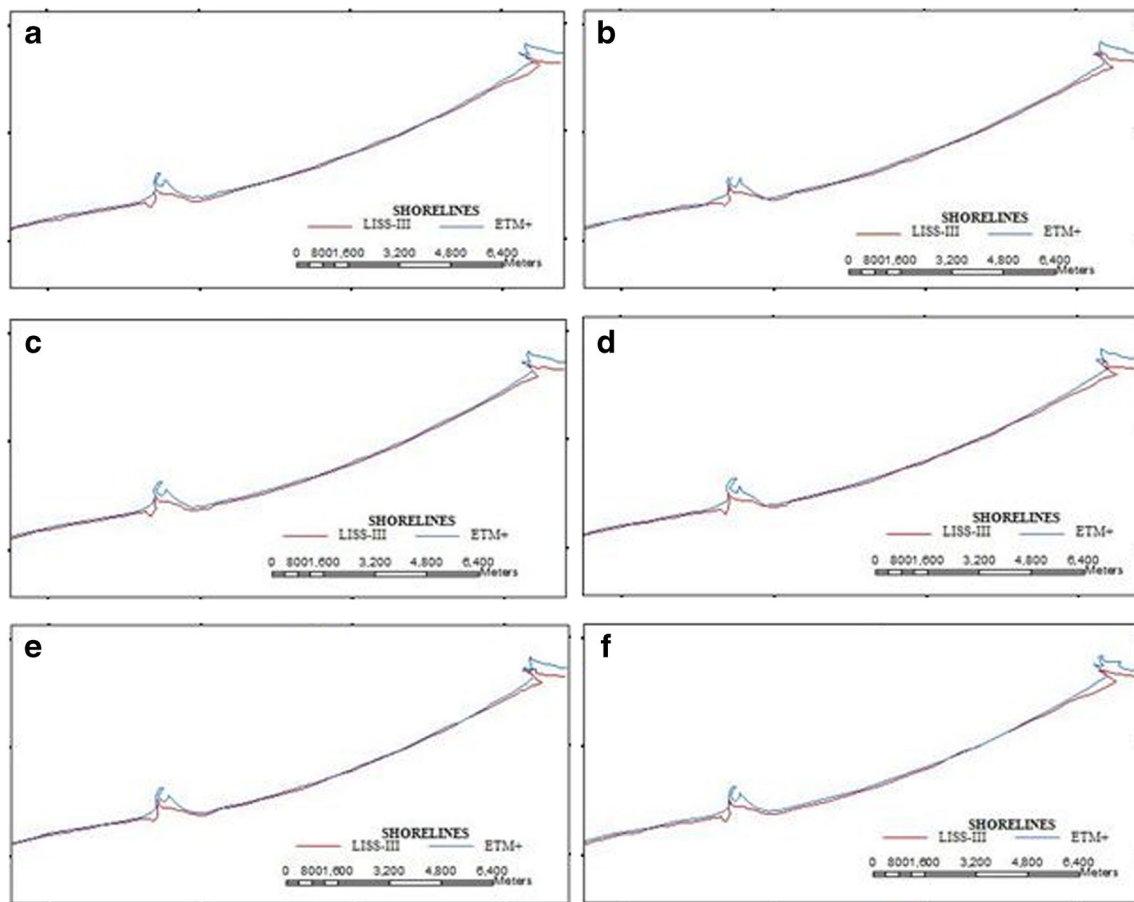 a
SHORELINES
LISS-III ETM+
0 8001,600 3,200 4,800 6,400
Meters
b
SHORELINES
LISS-III ETM+
0 8001,600 3,200 4,800 6,400
Meters
c
SHORELINES
LISS-III ETM+
0 8001,600 3,200 4,800 6,400
Meters
d
SHORELINES
LISS-III ETM+
0 8001,600 3,200 4,800 6,400
Meters
e
SHORELINES
LISS-III ETM+
0 8001,600 3,200 4,800 6,400
Meters
f
SHORELINES
LISS-III ETM+
0 8001,600 3,200 4,800 6,400
Meters